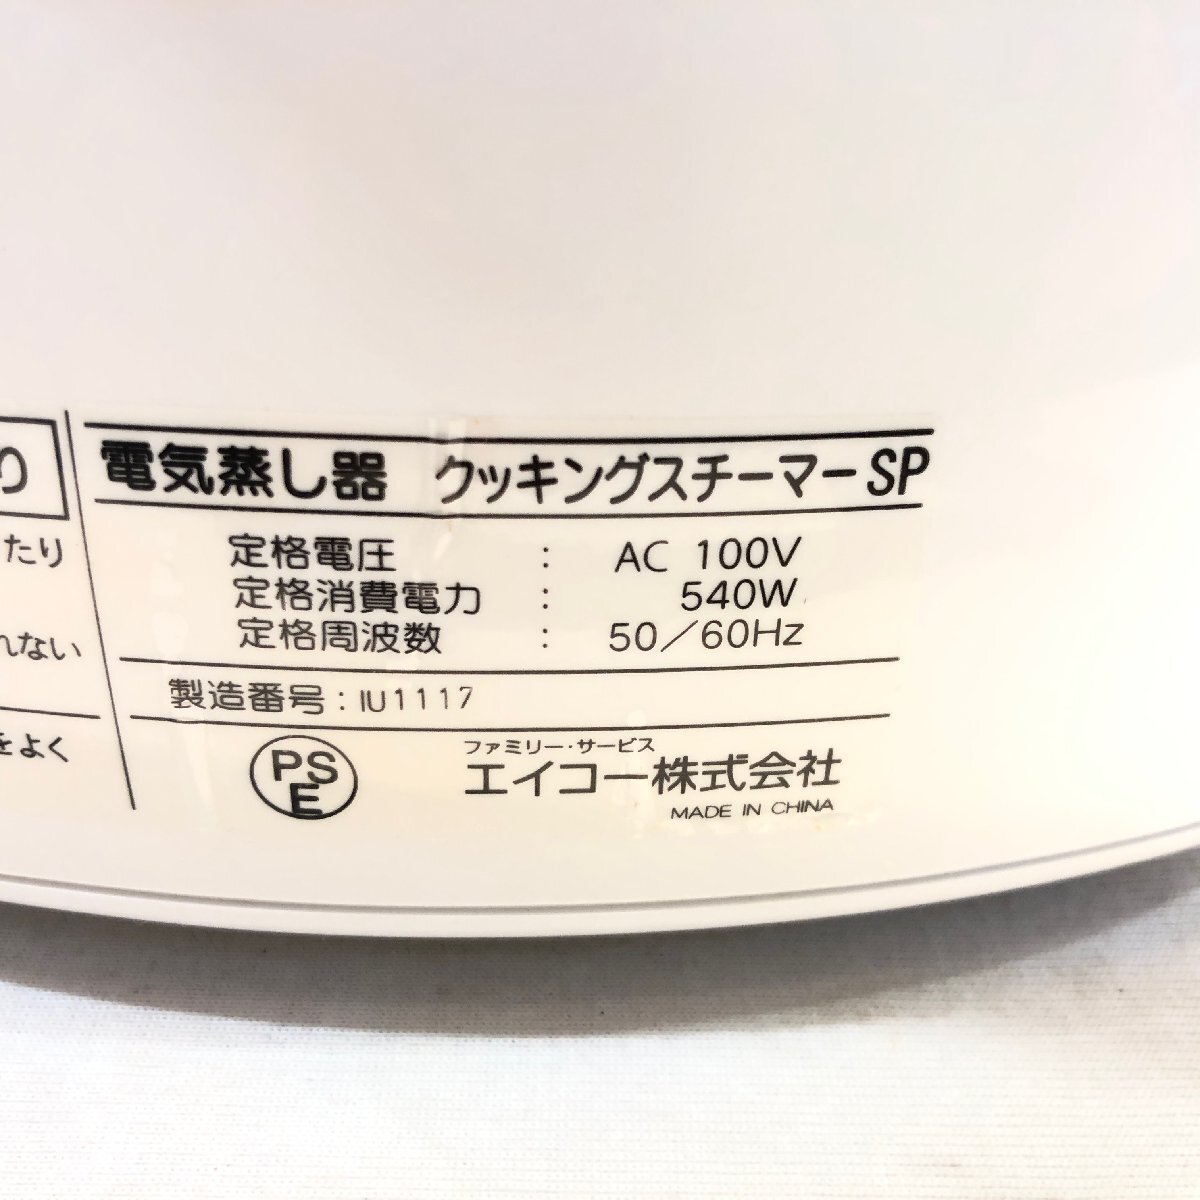 り
たり
れない
をよく
電気蒸し器 クッキングスチーマーSP
定格電圧 : AC 100V
定格消費電力 : 540W
定格周波数 : 50/60Hz
製造番号:IU1117
PSE
ファミリー・サービス
エイコー株式会社
MADE IN CHINA